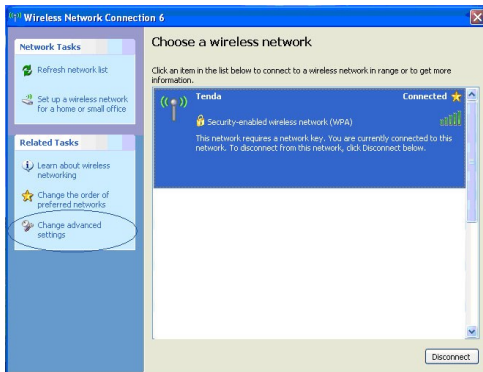 Wireless Network Connection 6
Network Tasks
Refresh network list
Set up a wireless network
for a home or small office
Related Tasks
Learn about wireless
networking
Change the order of
preferred networks
Change advanced
settings
Choose a wireless network
Click an item in the list below to connect to a wireless network in range or to get more
information.
Tenda
Connected
Security-enabled wireless network (WPA)
This network requires a network key. You are currently connected to this
network. To disconnect from this network, click Disconnect below.
Disconnect